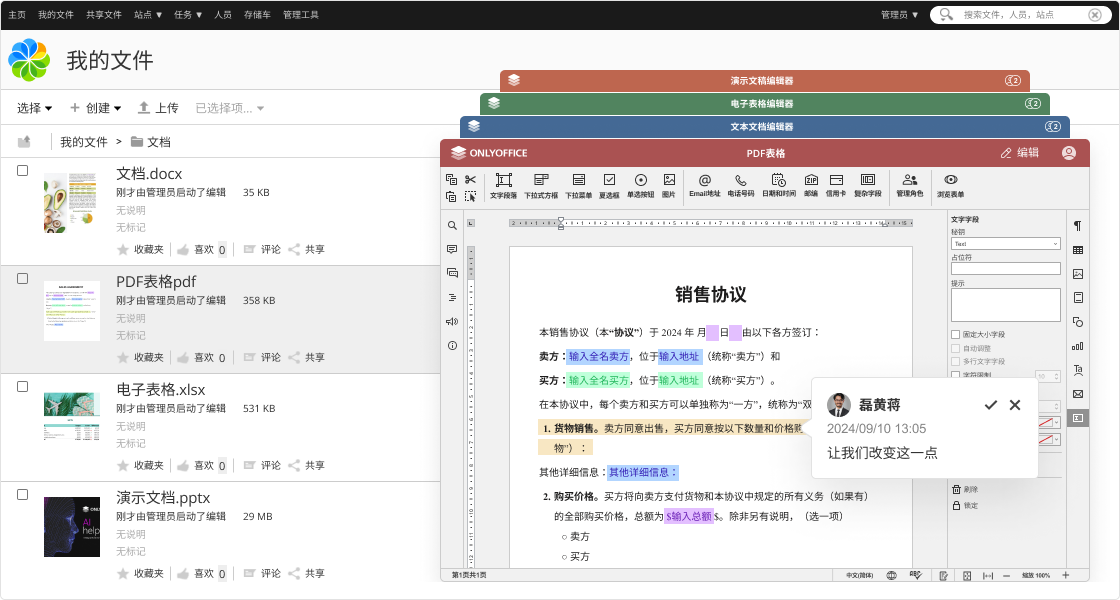 主页 我的文件 共享文件 站点 ▼ 任务 ▼ 人员 存储车 管理工具
管理员 ▼ 搜索文件，人员，站点
我的文件
选择 创建 上传 已选择项...
我的文件 > 文档
文档.docx
刚才由管理员启动了编辑 35 KB
无说明
无标记
收藏夹 喜欢 0 评论 共享
PDF表格pdf
刚才由管理员启动了编辑 358 KB
无说明
无标记
收藏夹 喜欢 0 评论 共享
电子表格.xlsx
刚才由管理员启动了编辑 531 KB
无说明
无标记
收藏夹 喜欢 0 评论 共享
演示文档.pptx
刚才由管理员启动了编辑 29 MB
无说明
无标记
收藏夹 喜欢 0 评论 共享
ONLYOFFICE
AI
help
演示文稿编辑器 2
电子表格编辑器 2
文本文档编辑器 2
ONLYOFFICE PDF表格 编辑
文字段落 下拉式方框 下拉菜单 复选框 单选按钮 图片 Email地址 电话号码 日期和时间 邮编 信用卡 复杂字段 管理角色 浏览表单
销售协议
本销售协议（本“协议”）于 2024 年 月 日 由以下各方签订：
卖方：输入全名卖方，位于输入地址（统称“卖方”）和
买方：输入全名买方，位于输入地址（统称“买方”）。
在本协议中，每个卖方和买方可以单独称为“一方”，统称为“双
1. 货物销售。卖方同意出售，买方同意按以下数量和价格购
物”）：
其他详细信息：其他详细信息：
2. 购买价格。买方将向卖方支付货物和本协议中规定的所有义务（如果有）
的全部购买价格，总额为 $输入总额 $。除非另有说明，（选一项）
○ 卖方
○ 买方
磊黄蒋
2024/09/10 13:05
让我们改变这一点
文字字段
秘钥
Text
占位符
提示
固定大小字段
自动调整
多行文字字段
字符限制
10
删除
锁定
第1页共1页
中文(简体) 缩放 100%